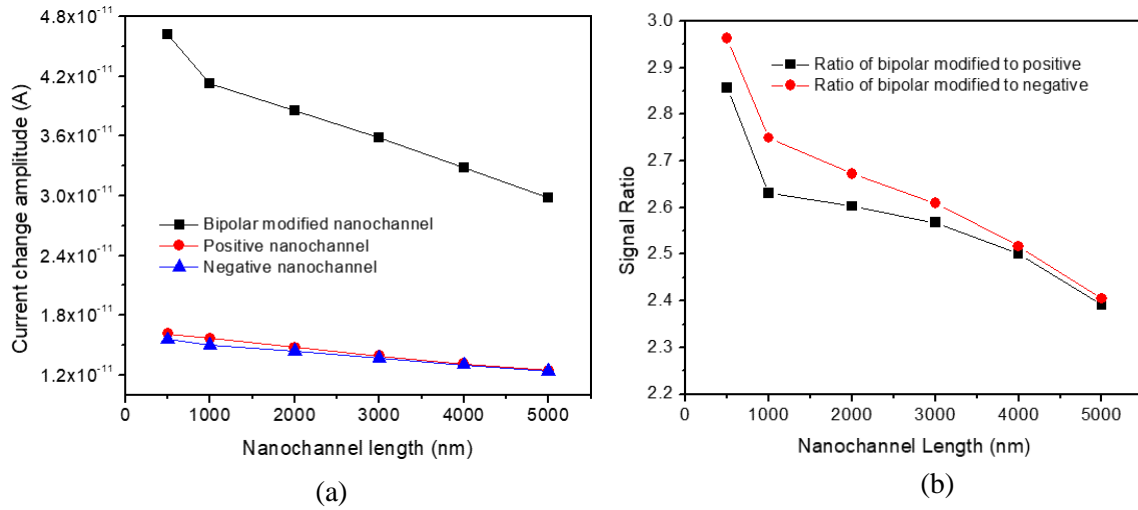 4.8x10⁻¹¹
4.2x10⁻¹¹
3.6x10⁻¹¹
3.0x10⁻¹¹
2.4x10⁻¹¹
1.8x10⁻¹¹
1.2x10⁻¹¹
Current change amplitude (A)
Bipolar modified nanochannel
Positive nanochannel
Negative nanochannel
0 1000 2000 3000 4000 5000
Nanochannel length (nm)
(a)
3.0
2.9
2.8
2.7
2.6
2.5
2.4
2.3
2.2
Signal Ratio
Ratio of bipolar modified to positive
Ratio of bipolar modified to negative
0 1000 2000 3000 4000 5000
Nanochannel Length (nm)
(b)